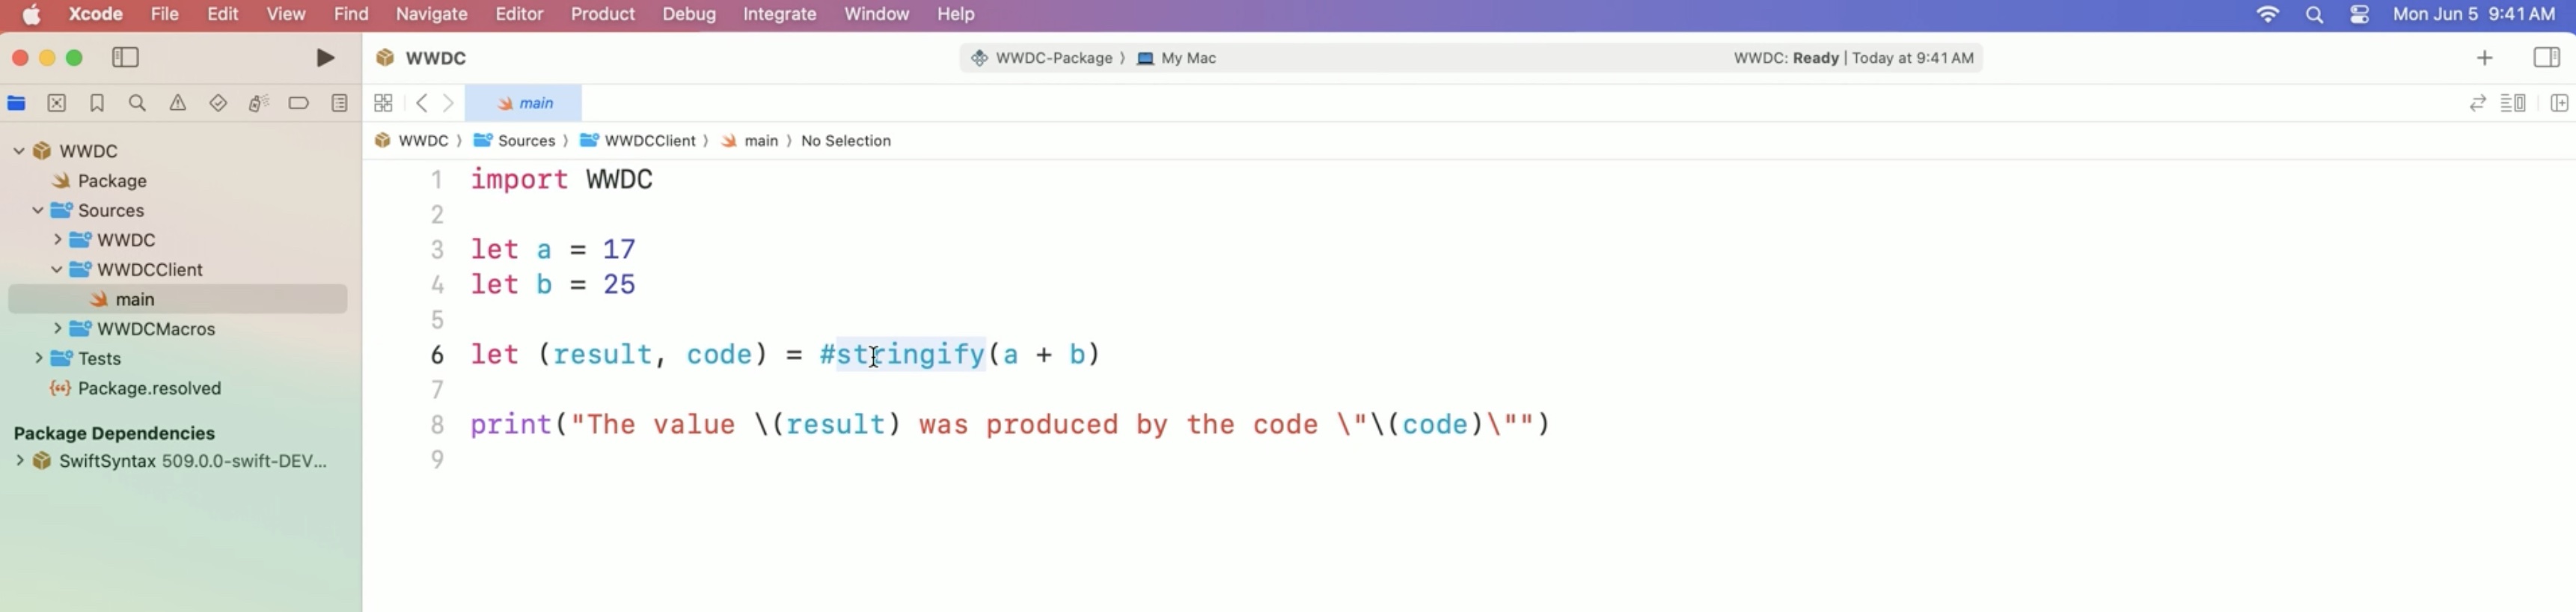 Xcode File Edit View Find Navigate Editor Product Debug Integrate Window Help Mon Jun 5 9:41 AM
WWDC WWDC-Package 〉 My Mac WWDC: Ready | Today at 9:41 AM
main
WWDC 〉 Sources 〉 WWDCClient 〉 main 〉 No Selection
WWDC
Package
Sources
WWDC
WWDCClient
main
WWDCMacros
Tests
Package.resolved
Package Dependencies
SwiftSyntax 509.0.0-swift-DEV...
1 import WWDC
2
3 let a = 17
4 let b = 25
5
6 let (result, code) = #stringify(a + b)
7
8 print("The value \(result) was produced by the code \"\(code)\"")
9